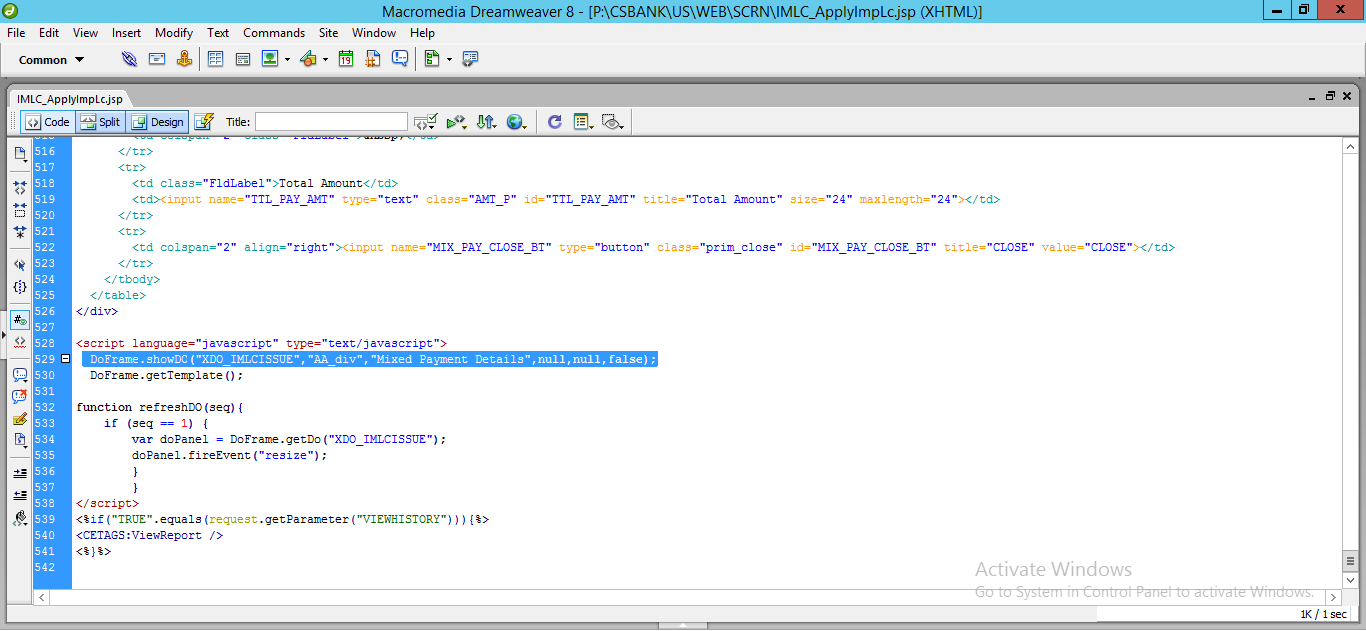 Macromedia Dreamweaver 8 - [P:\CSBANK\US\WEB\SCRN\IMLC_ApplyImpLc.jsp (XHTML)]
File Edit View Insert Modify Text Commands Site Window Help
Common
19
IMLC_ApplyImpLc.jsp
Code Split Design Title:
516 </tr>
517 <tr>
518 <td class="FldLabel">Total Amount</td>
519 <td><input name="TTL_PAY_AMT" type="text" class="AMT_P" id="TTL_PAY_AMT" title="Total Amount" size="24" maxlength="24"></td>
520 </tr>
521 <tr>
522 <td colspan="2" align="right"><input name="MIX_PAY_CLOSE_BT" type="button" class="prim_close" id="MIX_PAY_CLOSE_BT" title="CLOSE" value="CLOSE"></td>
523 </tr>
524 </tbody>
525 </table>
526 </div>
527
528 <script language="javascript" type="text/javascript">
529 DoFrame.showDO("XDO_IMLCISSUE","AA_div","Mixed Payment Details",null,null,false);
530 DoFrame.getTemplate();
531
532 function refreshDO(seq){
533 if (seq == 1) {
534 var doPanel = DoFrame.getDo("XDO_IMLCISSUE");
535 doPanel.fireEvent("resize");
536 }
537 }
538 </script>
539 <%if("TRUE".equals(request.getParameter("VIEWHISTORY"))){%>
540 <CETAGS:ViewReport />
541 <%}%>
542
Activate Windows
Go to System in Control Panel to activate Windows.
1K / 1 sec